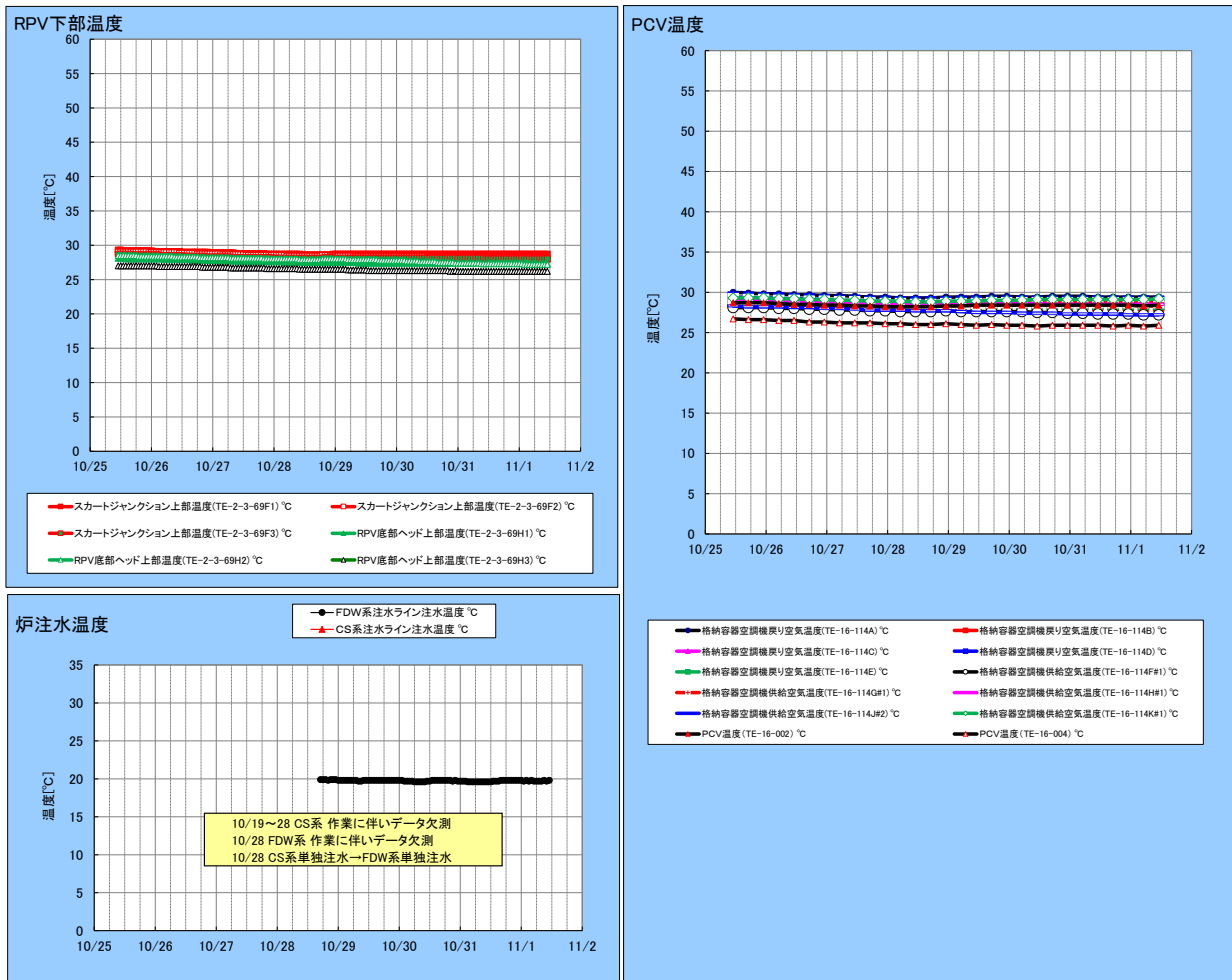 RPV下部温度
60
55
50
45
40
35
30
25
20
15
10
5
0
温度[℃]
10/25 10/26 10/27 10/28 10/29 10/30 10/31 11/1 11/2
スカートジャンクション上部温度(TE-2-3-69F1) ℃ スカートジャンクション上部温度(TE-2-3-69F2) ℃
スカートジャンクション上部温度(TE-2-3-69F3) ℃ RPV底部ヘッド上部温度(TE-2-3-69H1) ℃
RPV底部ヘッド上部温度(TE-2-3-69H2) ℃ RPV底部ヘッド上部温度(TE-2-3-69H3) ℃
炉注水温度
FDW系注水ライン注水温度 ℃
CS系注水ライン注水温度 ℃
35
30
25
20
15
10
5
0
温度[℃]
10/19～28 CS系 作業に伴いデータ欠測
10/28 FDW系 作業に伴いデータ欠測
10/28 CS系単独注水→FDW系単独注水
10/25 10/26 10/27 10/28 10/29 10/30 10/31 11/1 11/2
PCV温度
60
55
50
45
40
35
30
25
20
15
10
5
0
温度[℃]
10/25 10/26 10/27 10/28 10/29 10/30 10/31 11/1 11/2
格納容器空調機戻り空気温度(TE-16-114A) ℃ 格納容器空調機戻り空気温度(TE-16-114B) ℃
格納容器空調機戻り空気温度(TE-16-114C) ℃ 格納容器空調機戻り空気温度(TE-16-114D) ℃
格納容器空調機戻り空気温度(TE-16-114E) ℃ 格納容器空調機供給空気温度(TE-16-114F#1) ℃
格納容器空調機供給空気温度(TE-16-114G#1) ℃ 格納容器空調機供給空気温度(TE-16-114H#1) ℃
格納容器空調機供給空気温度(TE-16-114J#2) ℃ 格納容器空調機供給空気温度(TE-16-114K#1) ℃
PCV温度(TE-16-002) ℃ PCV温度(TE-16-004) ℃